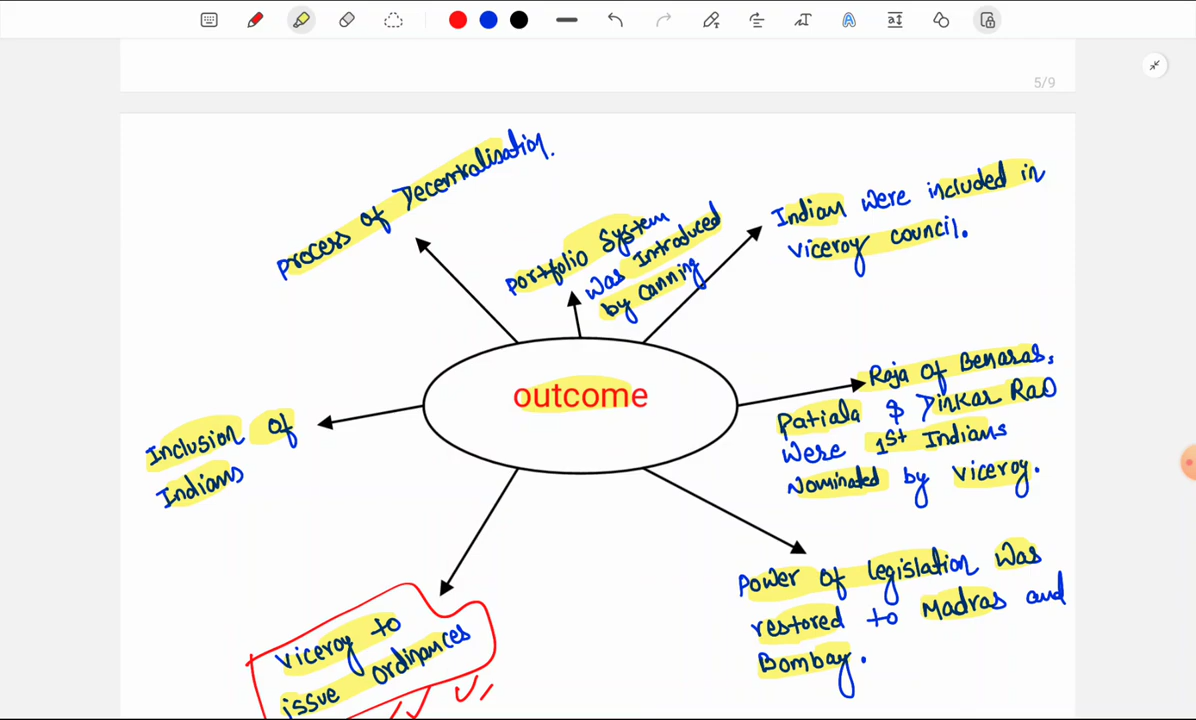 5/9
Process of Decentralisation.
Portfolio System
was Introduced
by Canning
Indian were included in
viceroy council.
outcome
Raja Of Benaras,
Patiala & Dinkar Rao
were 1st Indians
Nominated by viceroy.
Inclusion of
Indians
Power of legislation was
restored to Madras and
Bombay.
viceroy to
issue ordinances